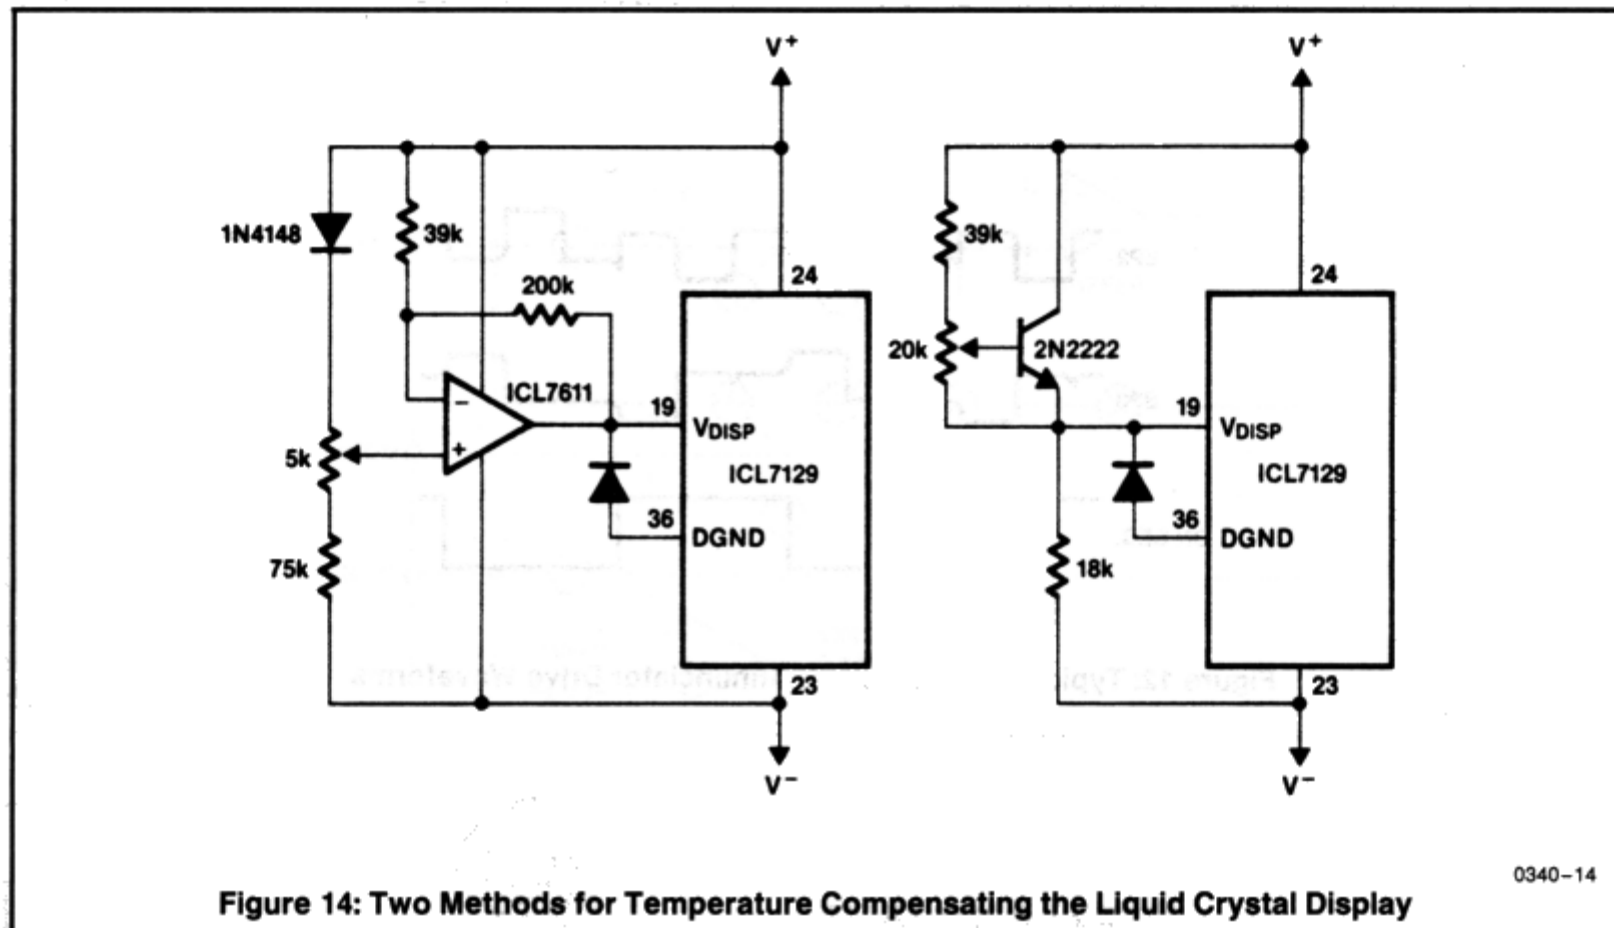 V+
V+
1N4148
39k
200k
24
ICL7611
19
VDISP
5k
ICL7129
36
DGND
75k
23
V−
39k
24
20k
2N2222
19
VDISP
ICL7129
36
DGND
18k
23
V−
0340-14
Figure 14: Two Methods for Temperature Compensating the Liquid Crystal Display